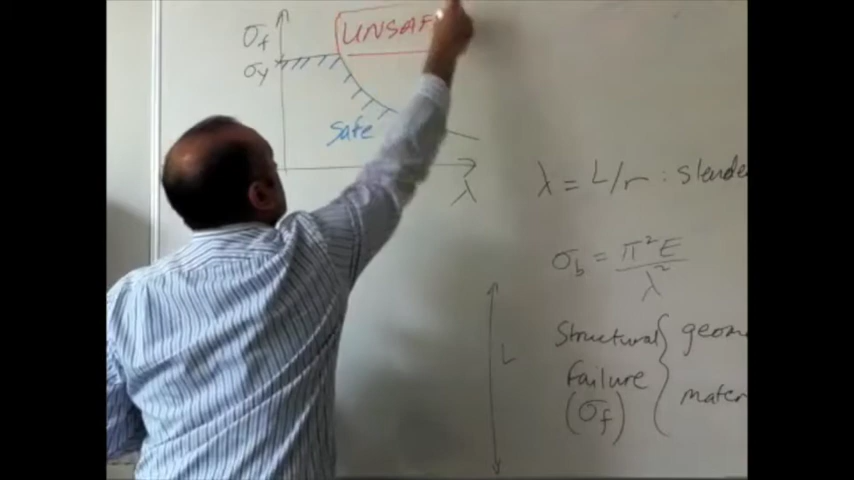 σf
UNSAF
σy
Safe
λ
λ = L/r : slende
σb = π²E/λ²
L
Structural { geom
Failure
(σf) mater